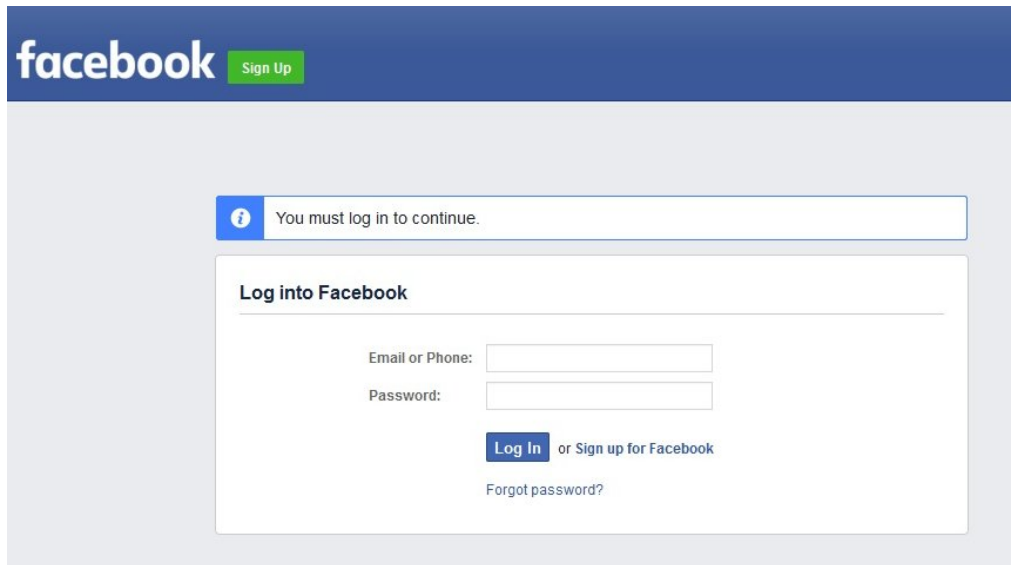 facebook Sign Up
You must log in to continue.
Log into Facebook
Email or Phone:
Password:
Log In or Sign up for Facebook
Forgot password?